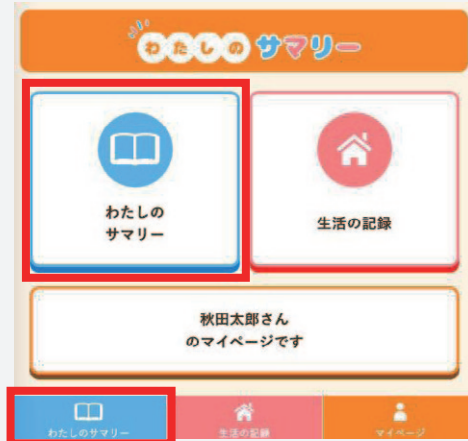 わたしのサマリー
わたしの
サマリー
生活の記録
秋田太郎さん
のマイページです
わたしのサマリー
生活の記録
マイページ